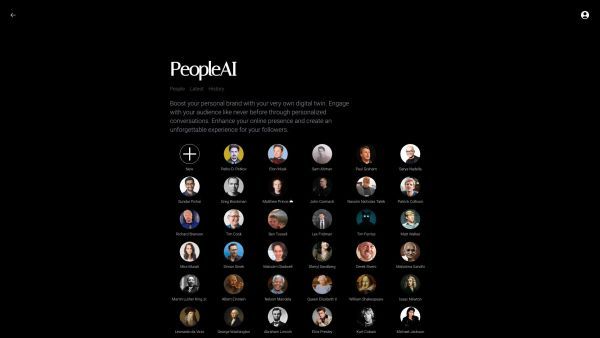 PeopleAI
People Latest History
Boost your personal brand with your very own digital twin. Engage
with your audience like never before through personalized
conversations. Enhance your online presence and create an
unforgettable experience for your followers.
New Pietro Elon Musk Sam Altman Paul Graham Satya Nadella
Sundar Pichai Greg Brockman Matthew Prince John Carmack Nassim Nicholas Taleb Patrick Collison
Richard Branson Tim Cook Ben Tossell Lex Fridman Tim Ferriss Matt Walker
Mira Murati Simon Sinek Malcolm Gladwell Sheryl Sandberg Derek Sivers Mahatma Gandhi
Martin Luther King Jr. Albert Einstein Nelson Mandela Queen Elizabeth II William Shakespeare Isaac Newton
Leonardo da Vinci George Washington Abraham Lincoln Elvis Presley Kurt Cobain Michael Jackson